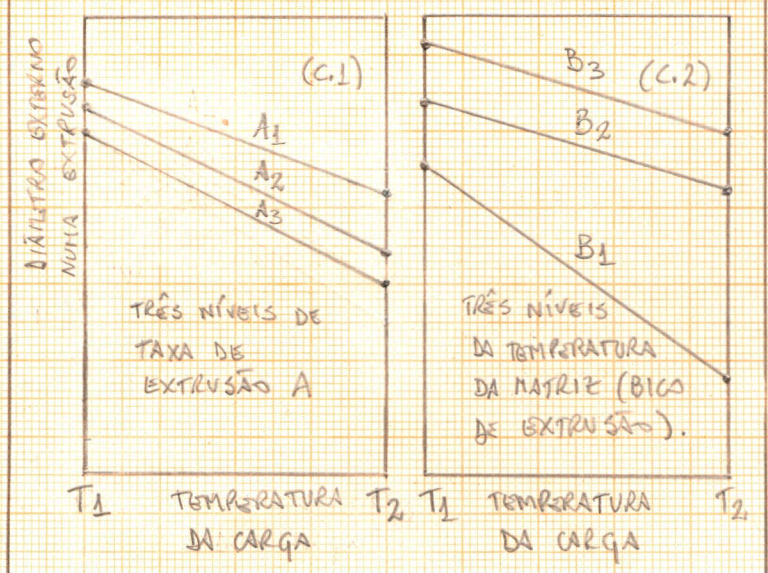 DIÂMETRO EXTERNO
NUMA EXTRUSÃO
(C.1)
A1
A2
A3
TRÊS NÍVEIS DE
TAXA DE
EXTRUSÃO A
T1 TEMPERATURA T2
DA CARGA
(C.2)
B3
B2
B1
TRÊS NÍVEIS
DA TEMPERATURA
DA MATRIZ (BICO
DE EXTRUSÃO).
T1 TEMPERATURA T2
DA CARGA